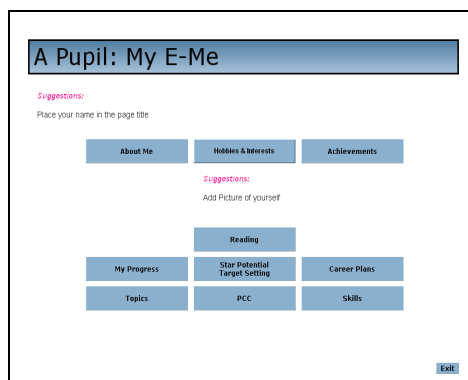 A Pupil: My E-Me
Suggestions:
Place your name in the page title
About Me
Hobbies & Interests
Achievements
Suggestions:
Add Picture of yourself
Reading
My Progress
Star Potential
Target Setting
Career Plans
Topics
PCC
Skills
Exit